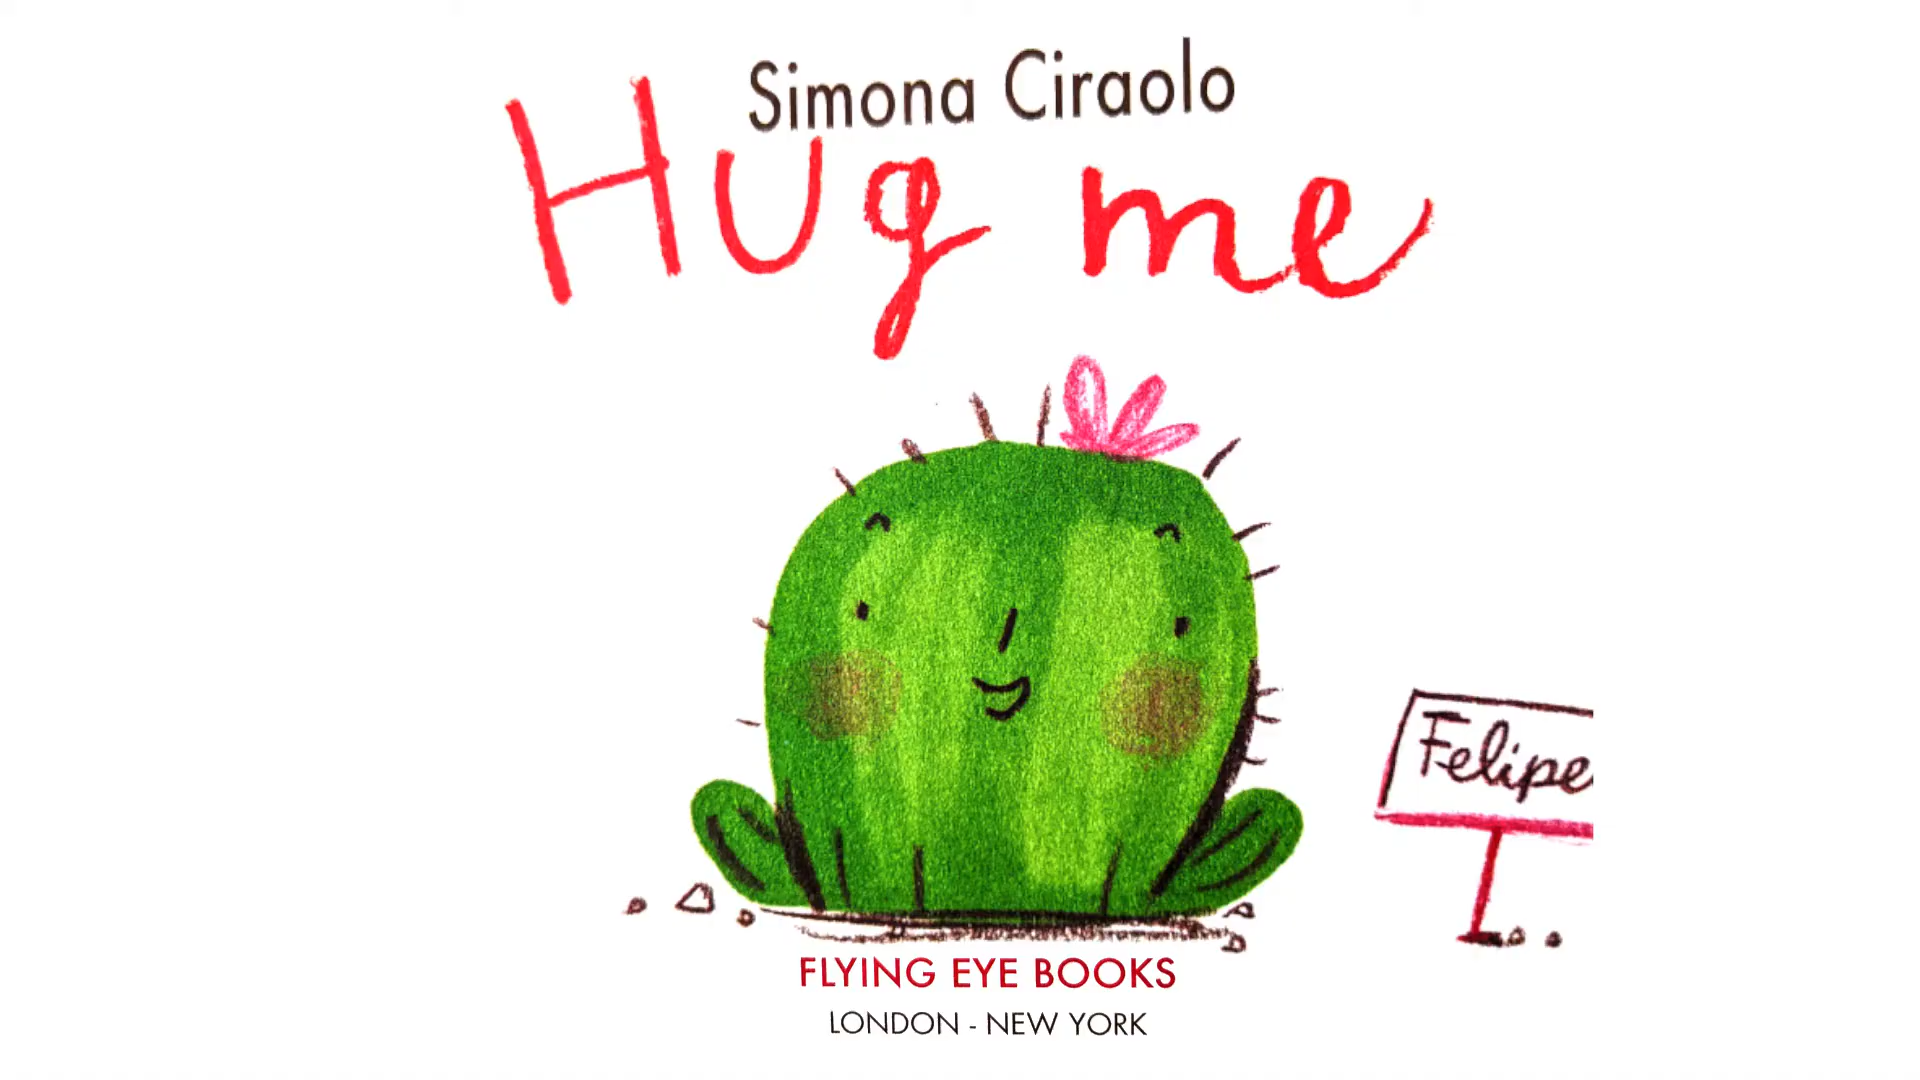 Simona Ciraolo
Hug me
Felipe
FLYING EYE BOOKS
LONDON - NEW YORK